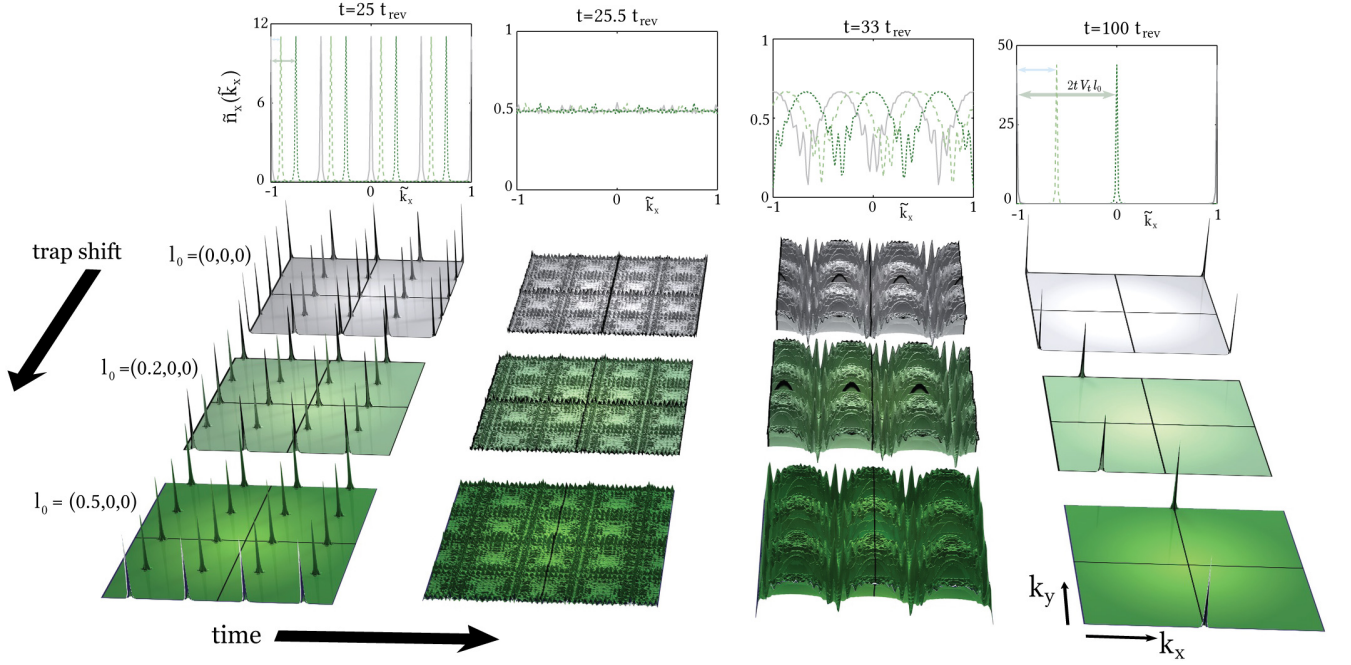 t=25 t_rev
t=25.5 t_rev
t=33 t_rev
t=100 t_rev
12
9
6
3
0
ñ_x(k̃_x)
-1
0
1
k̃_x
1
0.5
0
-1
0
1
k̃_x
1
0.5
0
-1
0
1
k̃_x
50
25
0
2t V_t l_0
-1
0
1
k̃_x
trap shift
l_0 =(0,0,0)
l_0 =(0.2,0,0)
l_0 = (0.5,0,0)
time
k_y
k_x